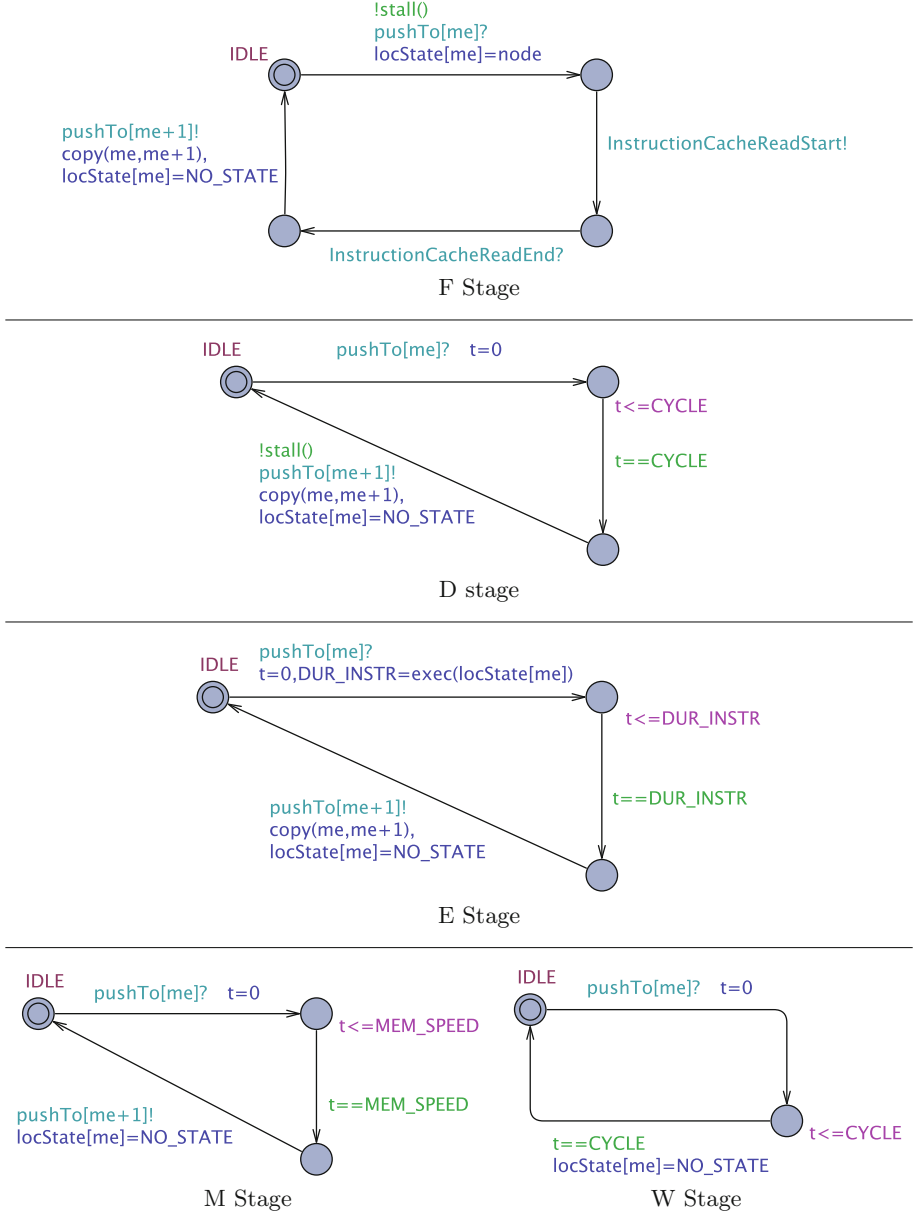 !stall()
pushTo[me]?
locState[me]=node
IDLE
pushTo[me+1]!
copy(me,me+1),
locState[me]=NO_STATE
InstructionCacheReadStart!
InstructionCacheReadEnd?
F Stage
IDLE
pushTo[me]? t=0
t<=CYCLE
t==CYCLE
!stall()
pushTo[me+1]!
copy(me,me+1),
locState[me]=NO_STATE
D stage
pushTo[me]?
IDLE
t=0,DUR_INSTR=exec(locState[me])
t<=DUR_INSTR
t==DUR_INSTR
pushTo[me+1]!
copy(me,me+1),
locState[me]=NO_STATE
E Stage
IDLE
pushTo[me]? t=0
t<=MEM_SPEED
t==MEM_SPEED
pushTo[me+1]!
locState[me]=NO_STATE
M Stage
IDLE
pushTo[me]? t=0
t<=CYCLE
t==CYCLE
locState[me]=NO_STATE
W Stage